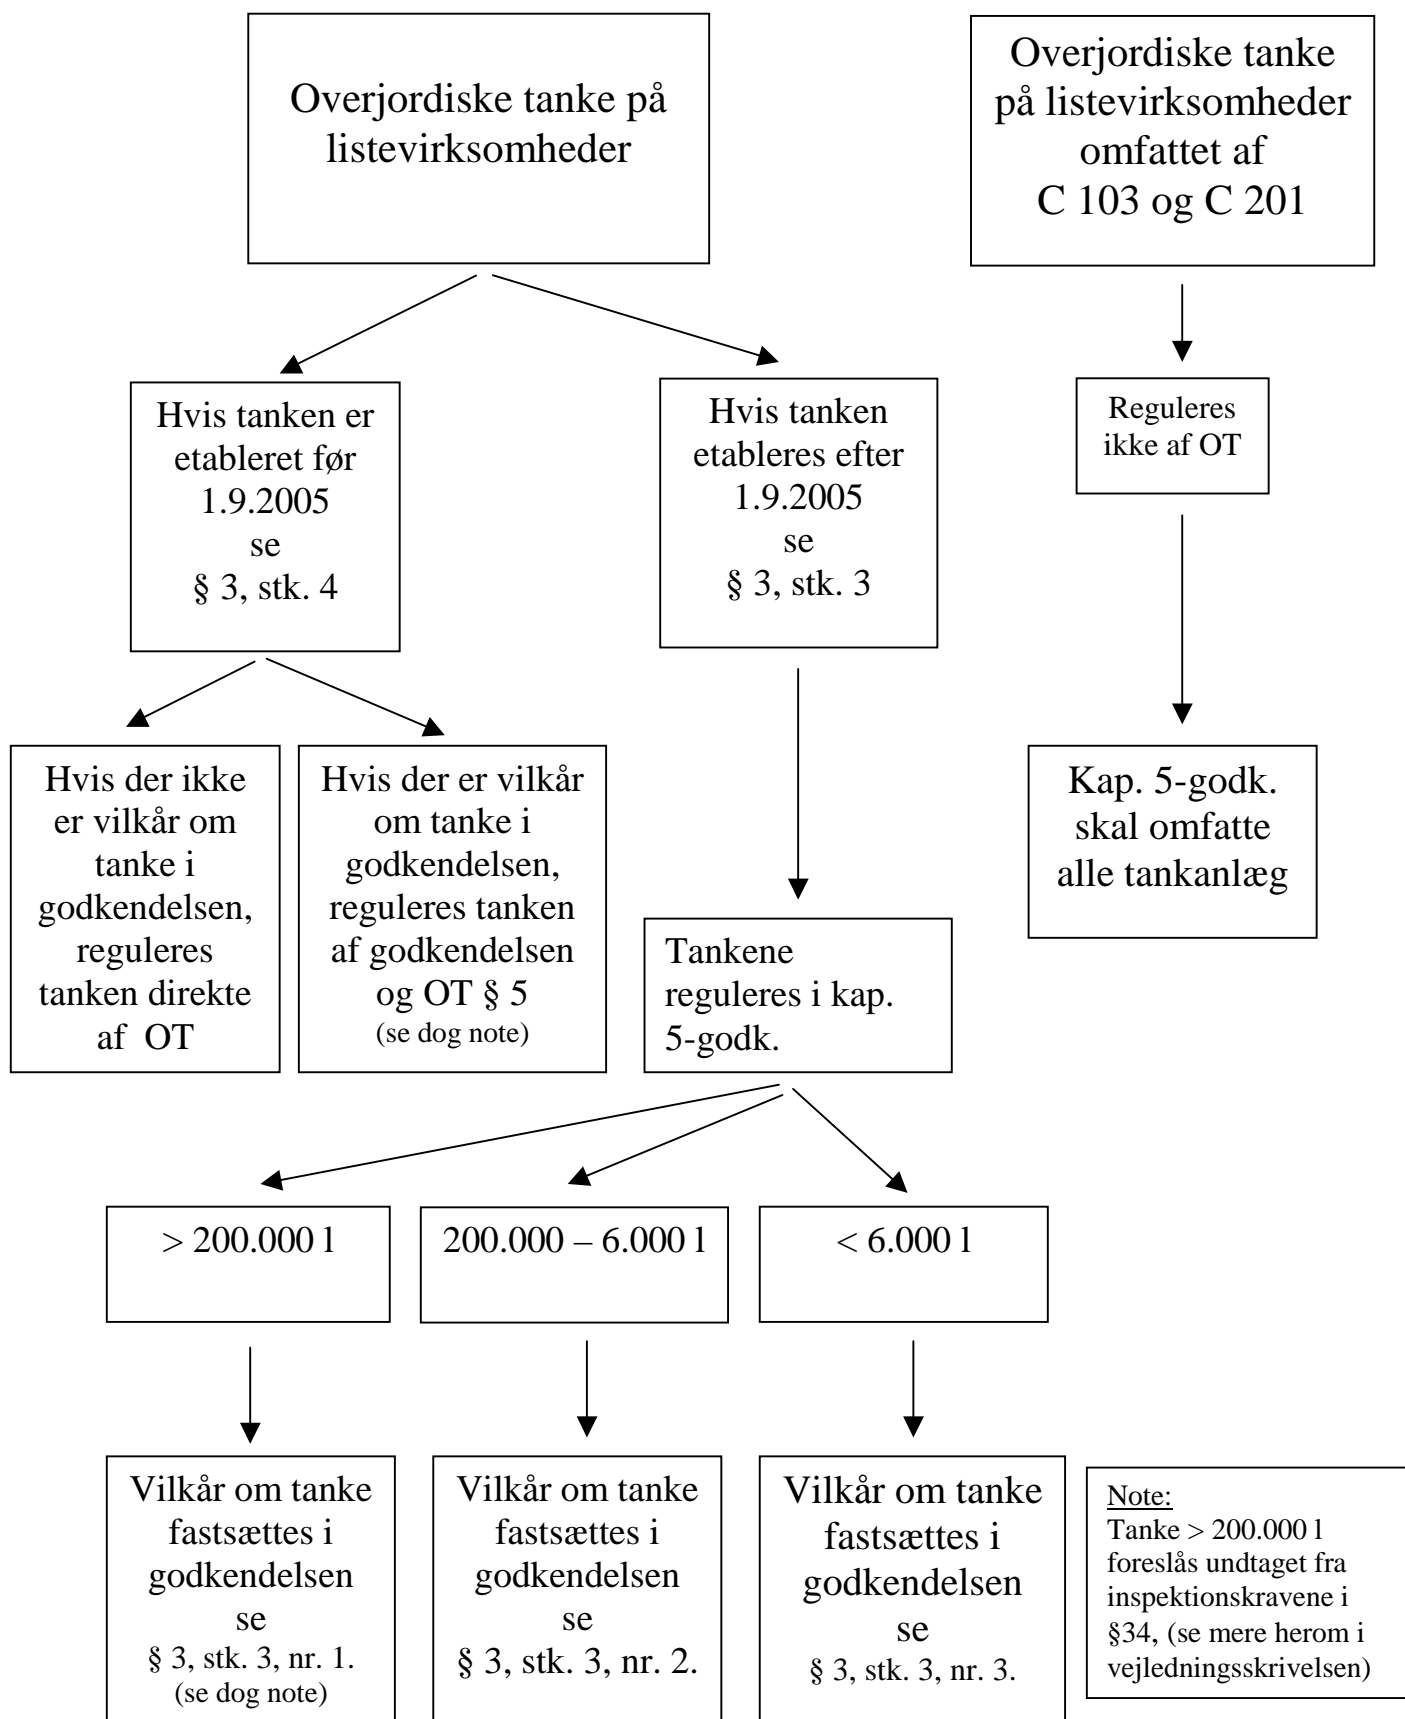 Overjordiske tanke på
listevirksomheder
Overjordiske tanke
på listevirksomheder
omfattet af
C 103 og C 201
Hvis tanken er
etableret før
1.9.2005
se
§ 3, stk. 4
Hvis tanken
etableres efter
1.9.2005
se
§ 3, stk. 3
Reguleres
ikke af OT
Hvis der ikke
er vilkår om
tanke i
godkendelsen,
reguleres
tanken direkte
af OT
Hvis der er vilkår
om tanke i
godkendelsen,
reguleres tanken
af godkendelsen
og OT § 5
(se dog note)
Tankene
reguleres i kap.
5-godk.
Kap. 5-godk.
skal omfatte
alle tankanlæg
> 200.000 l
200.000 – 6.000 l
< 6.000 l
Vilkår om tanke
fastsættes i
godkendelsen
se
§ 3, stk. 3, nr. 1.
(se dog note)
Vilkår om tanke
fastsættes i
godkendelsen
se
§ 3, stk. 3, nr. 2.
Vilkår om tanke
fastsættes i
godkendelsen
se
§ 3, stk. 3, nr. 3.
Note:
Tanke > 200.000 l
foreslås undtaget fra
inspektionskravene i
§34, (se mere herom i
vejledningsskrivelsen)